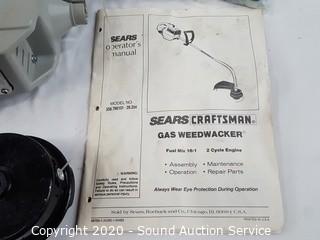 SEARS
operator's
manual
MODEL NO
SEARS CRAFTSMAN®
GAS WEEDWACKER
Fuel Mix 16:1 2 Cycle Engine
• Assembly • Maintenance
• Operation • Repair Parts
WARNING:
Always Wear Eye Protection During Operation
Sold by Sears, Roebuck and Co., Chicago, Ill. 60684 U.S.A.
Copyright © 2020 - Sound Auction Service